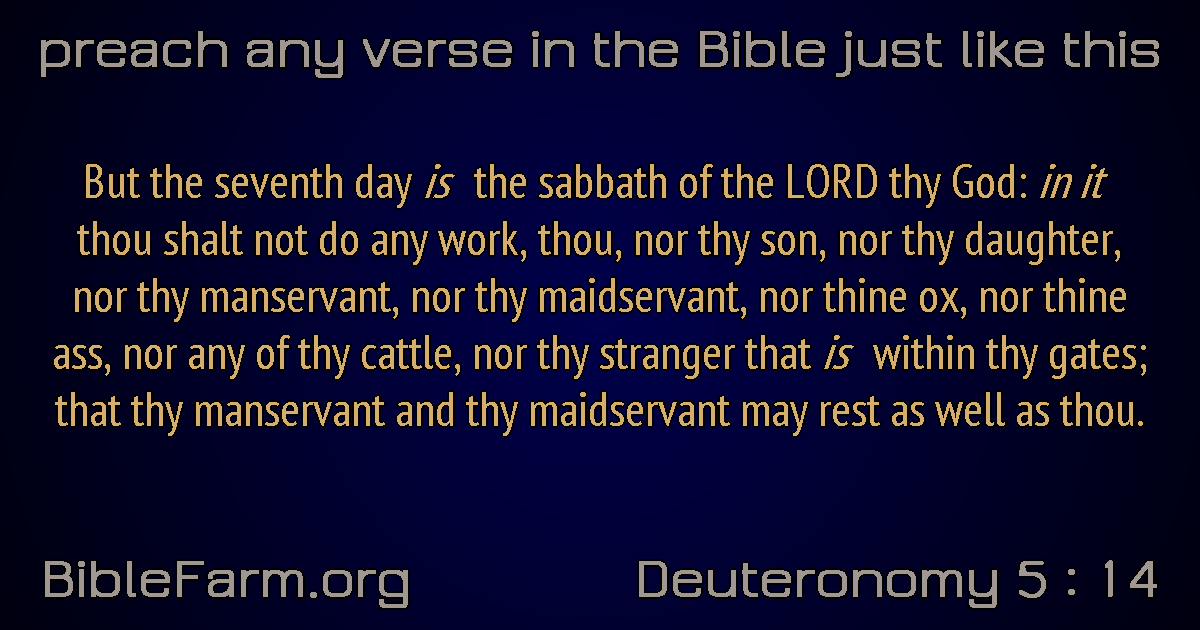 preach any verse in the Bible just like this
But the seventh day is the sabbath of the LORD thy God: in it
thou shalt not do any work, thou, nor thy son, nor thy daughter,
nor thy manservant, nor thy maidservant, nor thine ox, nor thine
ass, nor any of thy cattle, nor thy stranger that is within thy gates;
that thy manservant and thy maidservant may rest as well as thou.
BibleFarm.org
Deuteronomy 5 : 14